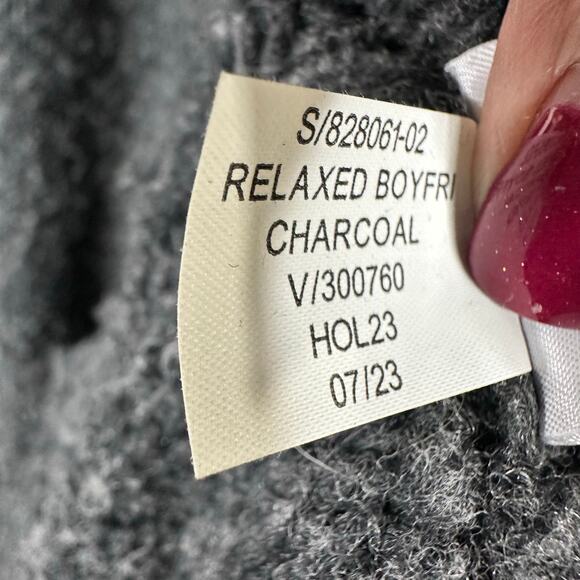 S/828061-02
RELAXED BOYFRI
CHARCOAL
V/300760
HOL23
07/23